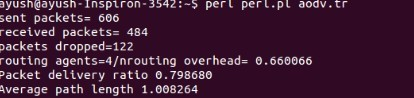 ayush@ayush-Inspiron-3542:~$ perl perl.pl aodv.tr
sent packets= 606
received packets= 484
packets dropped=122
routing agents=4/nrouting overhead= 0.660066
Packet delivery ratio 0.798680
Average path length 1.008264